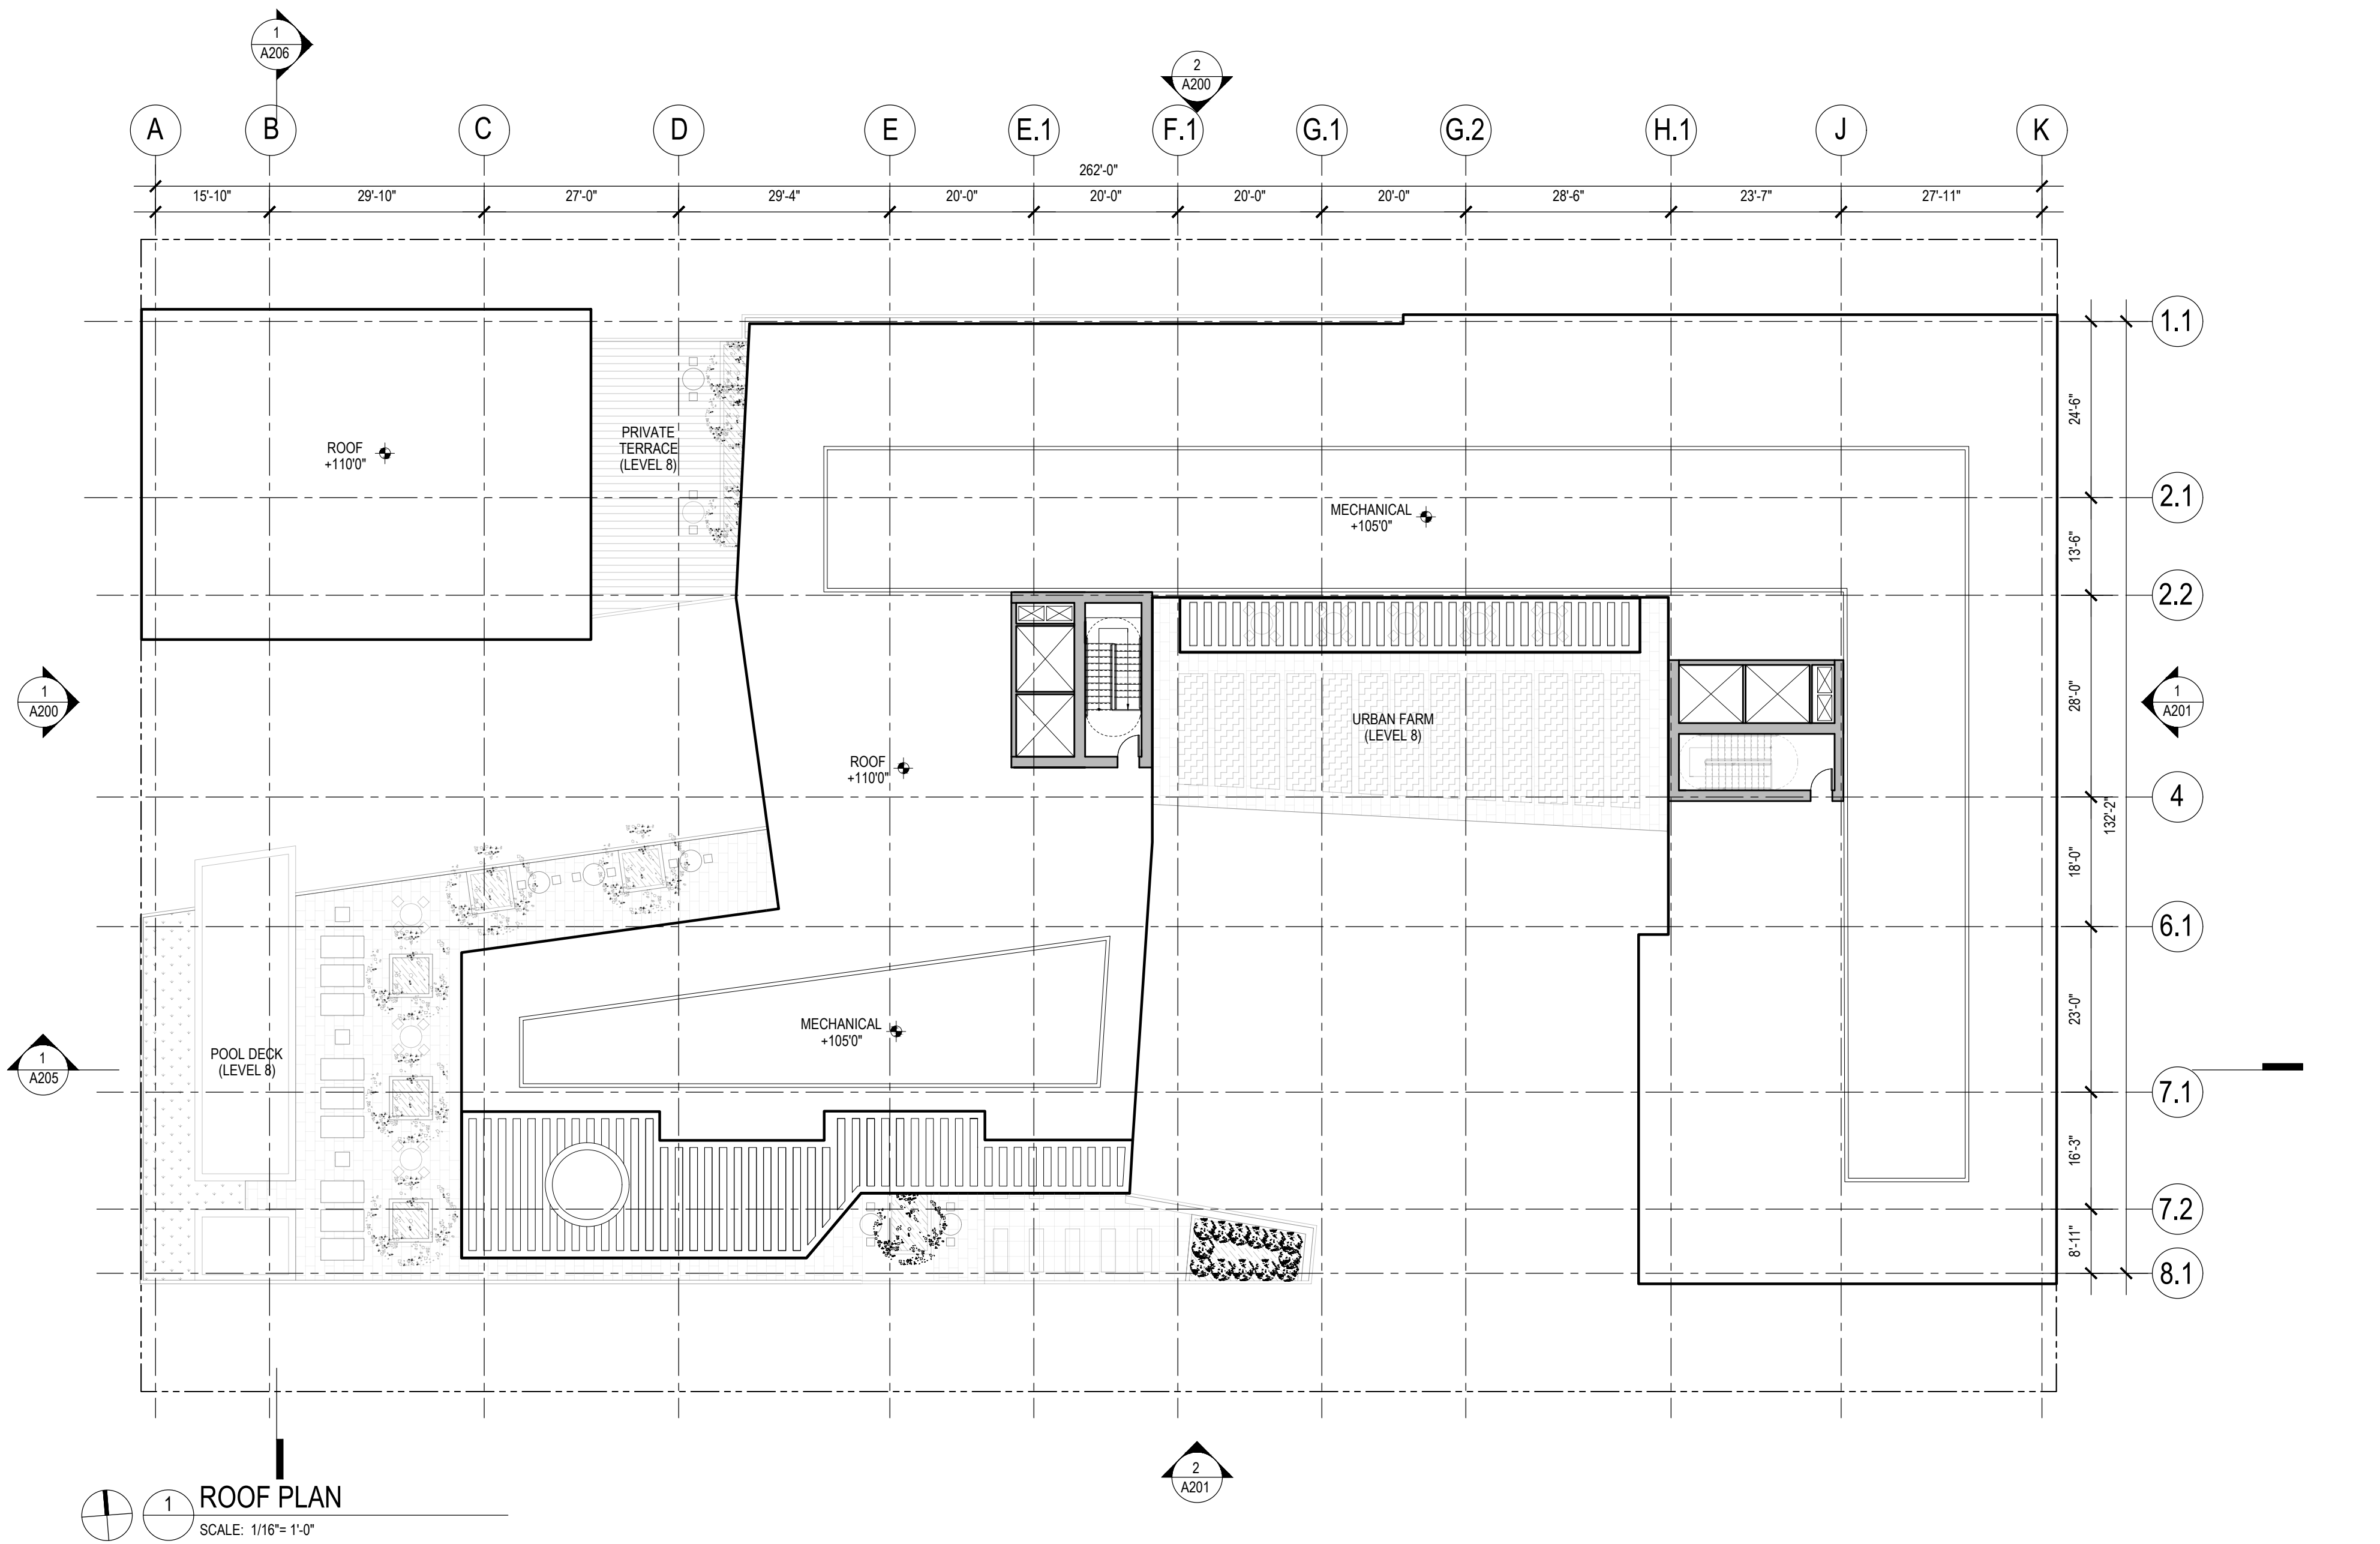 1
A206
2
A200
A
B
C
D
E
E.1
F.1
G.1
G.2
H.1
J
K
262'-0"
15'-10"
29'-10"
27'-0"
29'-4"
20'-0"
20'-0"
20'-0"
20'-0"
28'-6"
23'-7"
27'-11"
1.1
24'-6"
ROOF
+110'0"
PRIVATE
TERRACE
(LEVEL 8)
MECHANICAL
+105'0"
2.1
13'-6"
2.2
1
A200
28'-0"
1
A201
URBAN FARM
(LEVEL 8)
ROOF
+110'0"
4
132'-2"
18'-0"
6.1
23'-0"
MECHANICAL
+105'0"
POOL DECK
(LEVEL 8)
1
A205
7.1
16'-3"
7.2
8'-11"
8.1
2
A201
1
ROOF PLAN
SCALE: 1/16"= 1'-0"